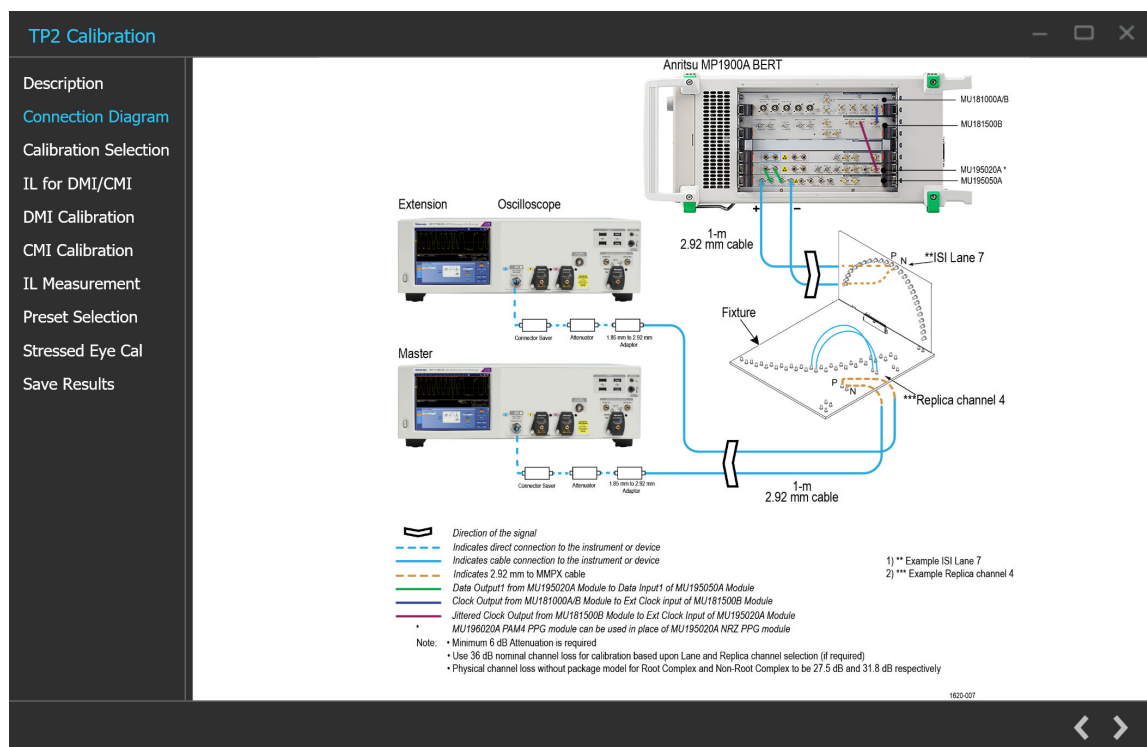 TP2 Calibration
Description
Connection Diagram
Calibration Selection
IL for DMI/CMI
DMI Calibration
CMI Calibration
IL Measurement
Preset Selection
Stressed Eye Cal
Save Results
Anritsu MP1900A BERT
MU181000A/B
MU181500B
MU195020A *
MU195050A
+ –
1-m
2.92 mm cable
Extension Oscilloscope
P N **ISI Lane 7
Fixture
Connector Saver Attenuator 1.85 mm to 2.92 mm
Adaptor
Master
P N
***Replica channel 4
Connector Saver Attenuator 1.85 mm to 2.92 mm
Adaptor
1-m
2.92 mm cable
Direction of the signal
Indicates direct connection to the instrument or device
Indicates cable connection to the instrument or device
Indicates 2.92 mm to MMPX cable
Data Output1 from MU195020A Module to Data Input1 of MU195050A Module
Clock Output from MU181000A/B Module to Ext Clock input of MU181500B Module
Jittered Clock Output from MU181500B Module to Ext Clock Input of MU195020A Module
* MU196020A PAM4 PPG module can be used in place of MU195020A NRZ PPG module
1) ** Example ISI Lane 7
2) *** Example Replica channel 4
Note: • Minimum 6 dB Attenuation is required
• Use 36 dB nominal channel loss for calibration based upon Lane and Replica channel selection (if required)
• Physical channel loss without package model for Root Complex and Non-Root Complex to be 27.5 dB and 31.8 dB respectively
1620-007